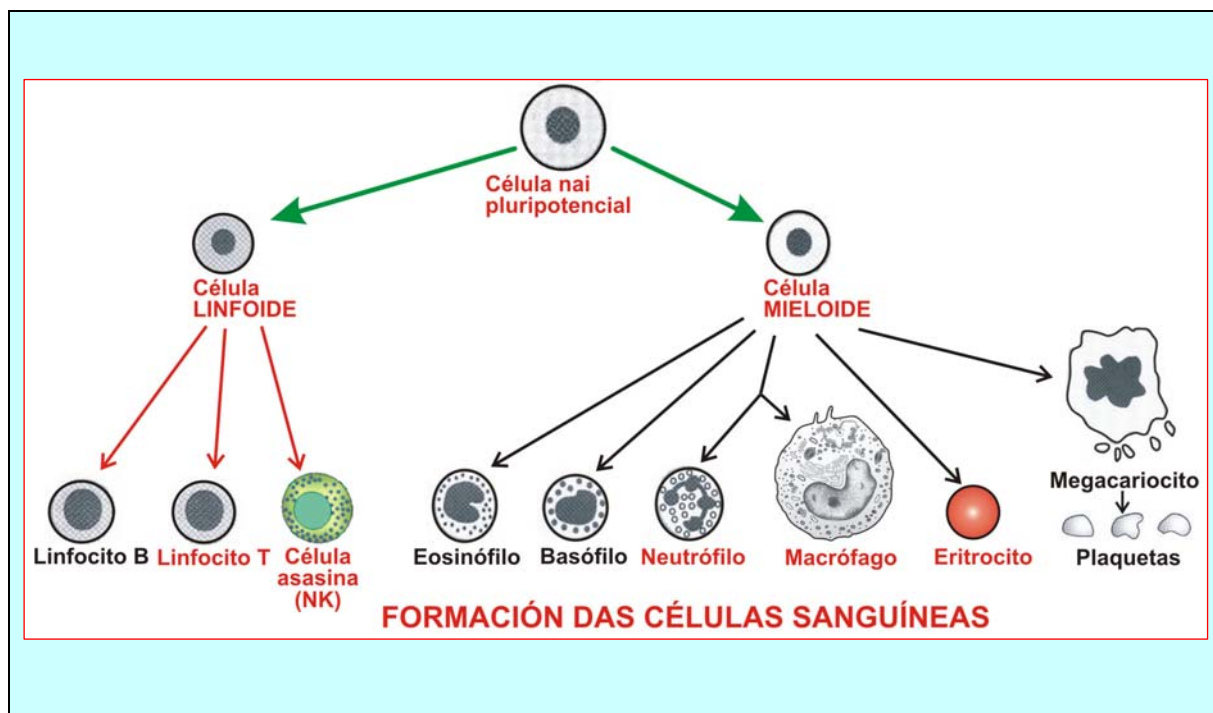 Célula nai
pluripotencial
Célula
LINFOIDE
Célula
MIELOIDE
Linfocito B
Linfocito T
Célula
asasina
(NK)
Eosinófilo
Basófilo
Neutrófilo
Macrófago
Eritrocito
Megacariocito
Plaquetas
FORMACIÓN DAS CÉLULAS SANGUÍNEAS